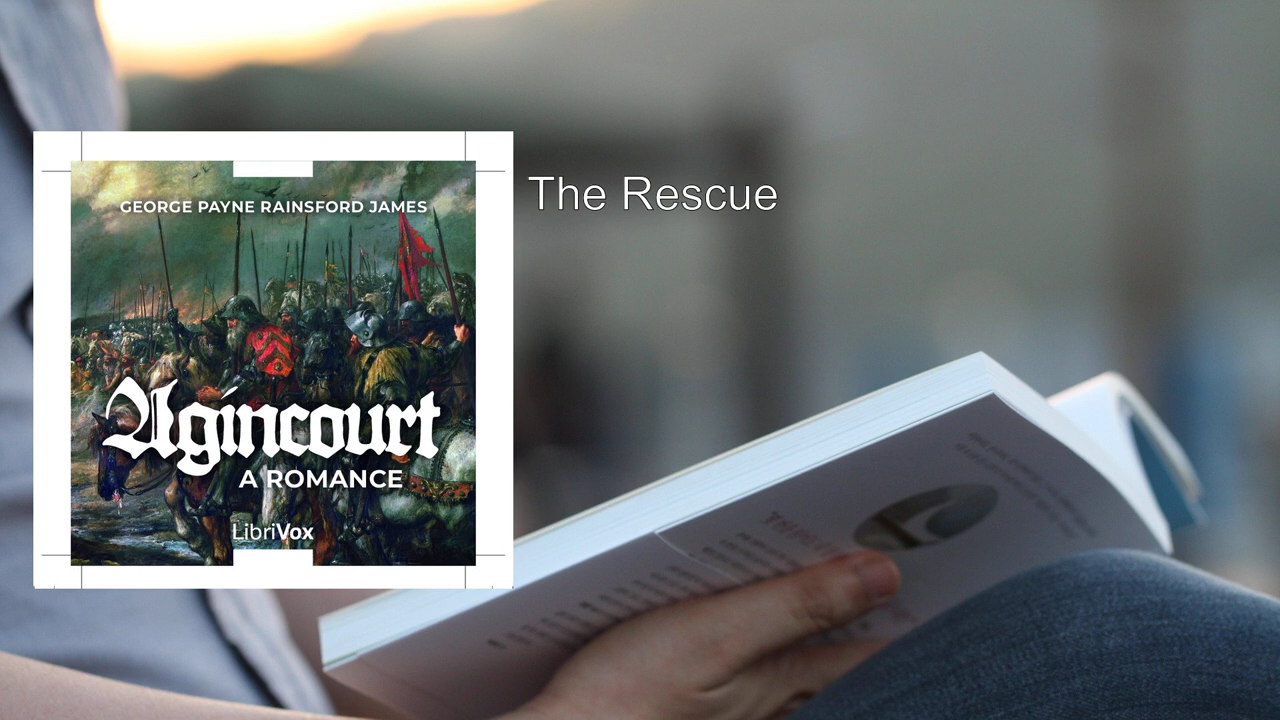 GEORGE PAYNE RAINSFORD JAMES
Agincourt
A ROMANCE
LibriVox
The Rescue